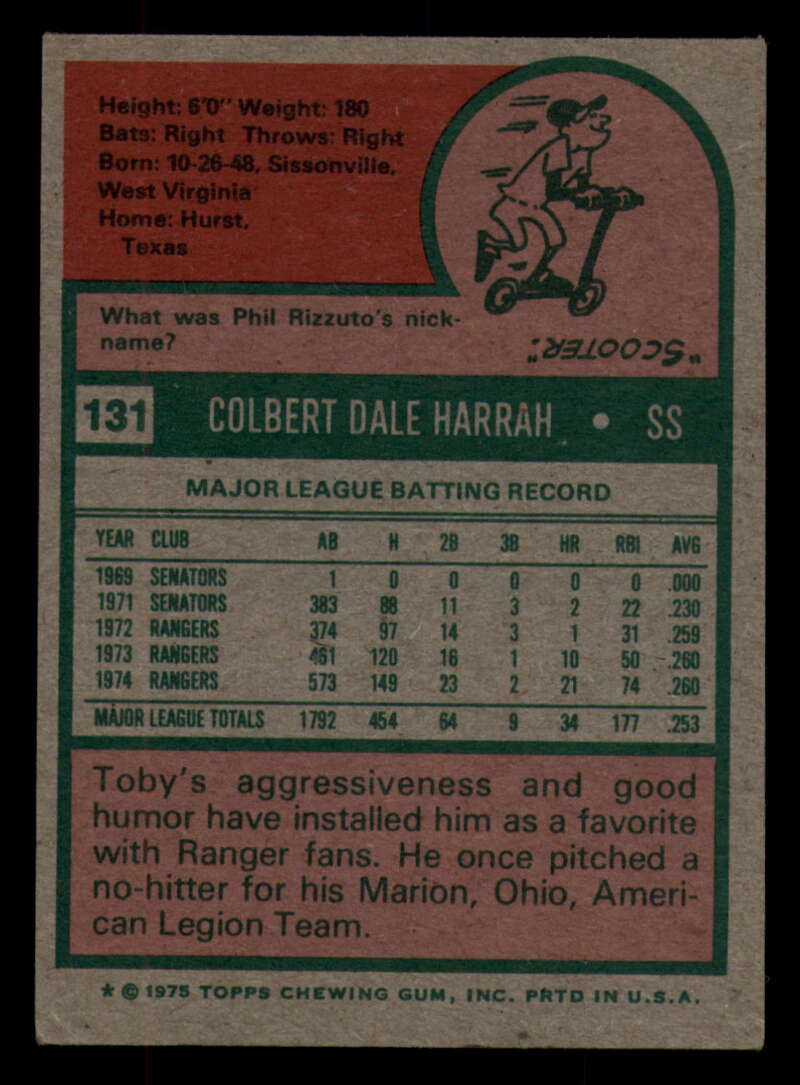 Height: 6'0" Weight: 180
Bats: Right Throws: Right
Born: 10-26-48, Sissonville,
West Virginia
Home: Hurst,
Texas
What was Phil Rizzuto's nick-
name?
"SCOOTER."
131 COLBERT DALE HARRAH • SS
MAJOR LEAGUE BATTING RECORD
YEAR CLUB AB H 2B 3B HR RBI AVG
1969 SENATORS 1 0 0 0 0 0 .000
1971 SENATORS 383 88 11 3 2 22 .230
1972 RANGERS 374 97 14 3 1 31 .259
1973 RANGERS 461 120 16 1 10 50 .260
1974 RANGERS 573 149 23 2 21 74 .260
MAJOR LEAGUE TOTALS 1792 454 64 9 34 177 .253
Toby's aggressiveness and good
humor have installed him as a favorite
with Ranger fans. He once pitched a
no-hitter for his Marion, Ohio, Ameri-
can Legion Team.
* © 1975 TOPPS CHEWING GUM, INC. PRTD IN U.S.A.